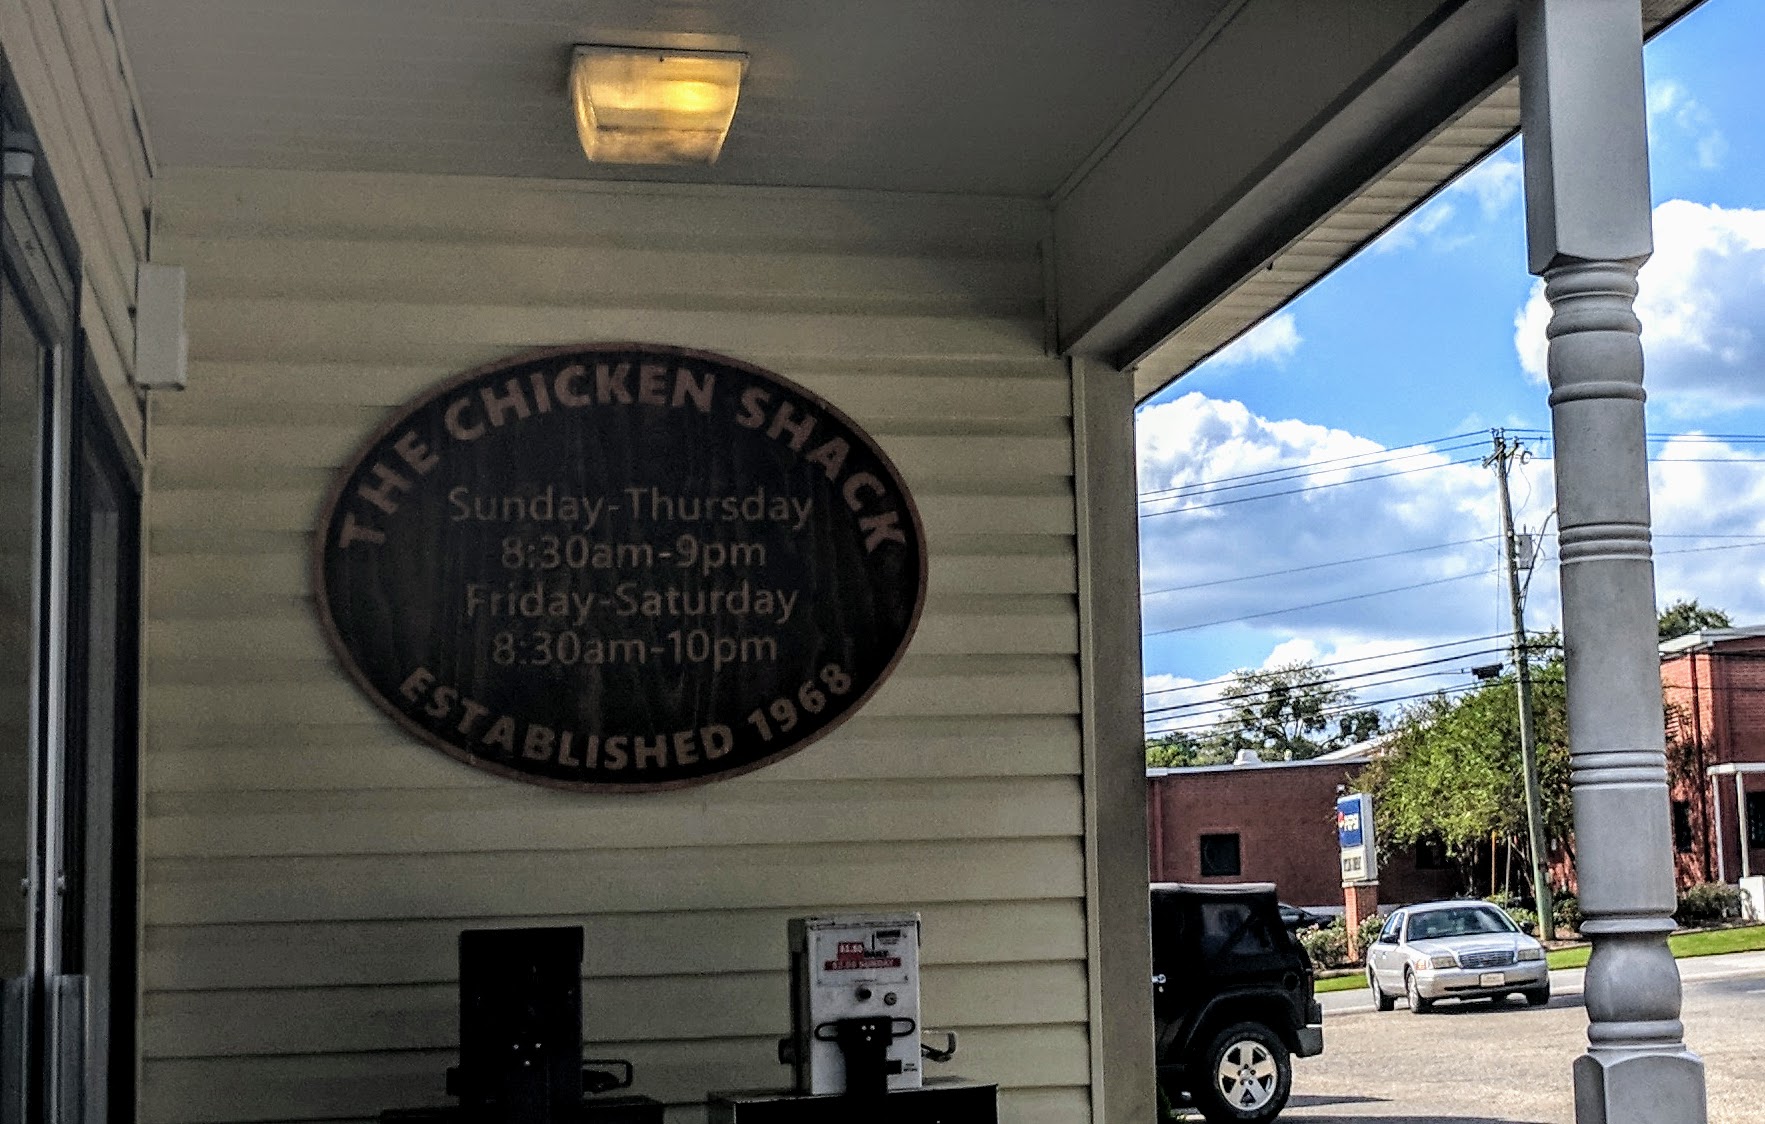 THE CHICKEN SHACK
Sunday-Thursday
8:30am-9pm
Friday-Saturday
8:30am-10pm
ESTABLISHED 1968